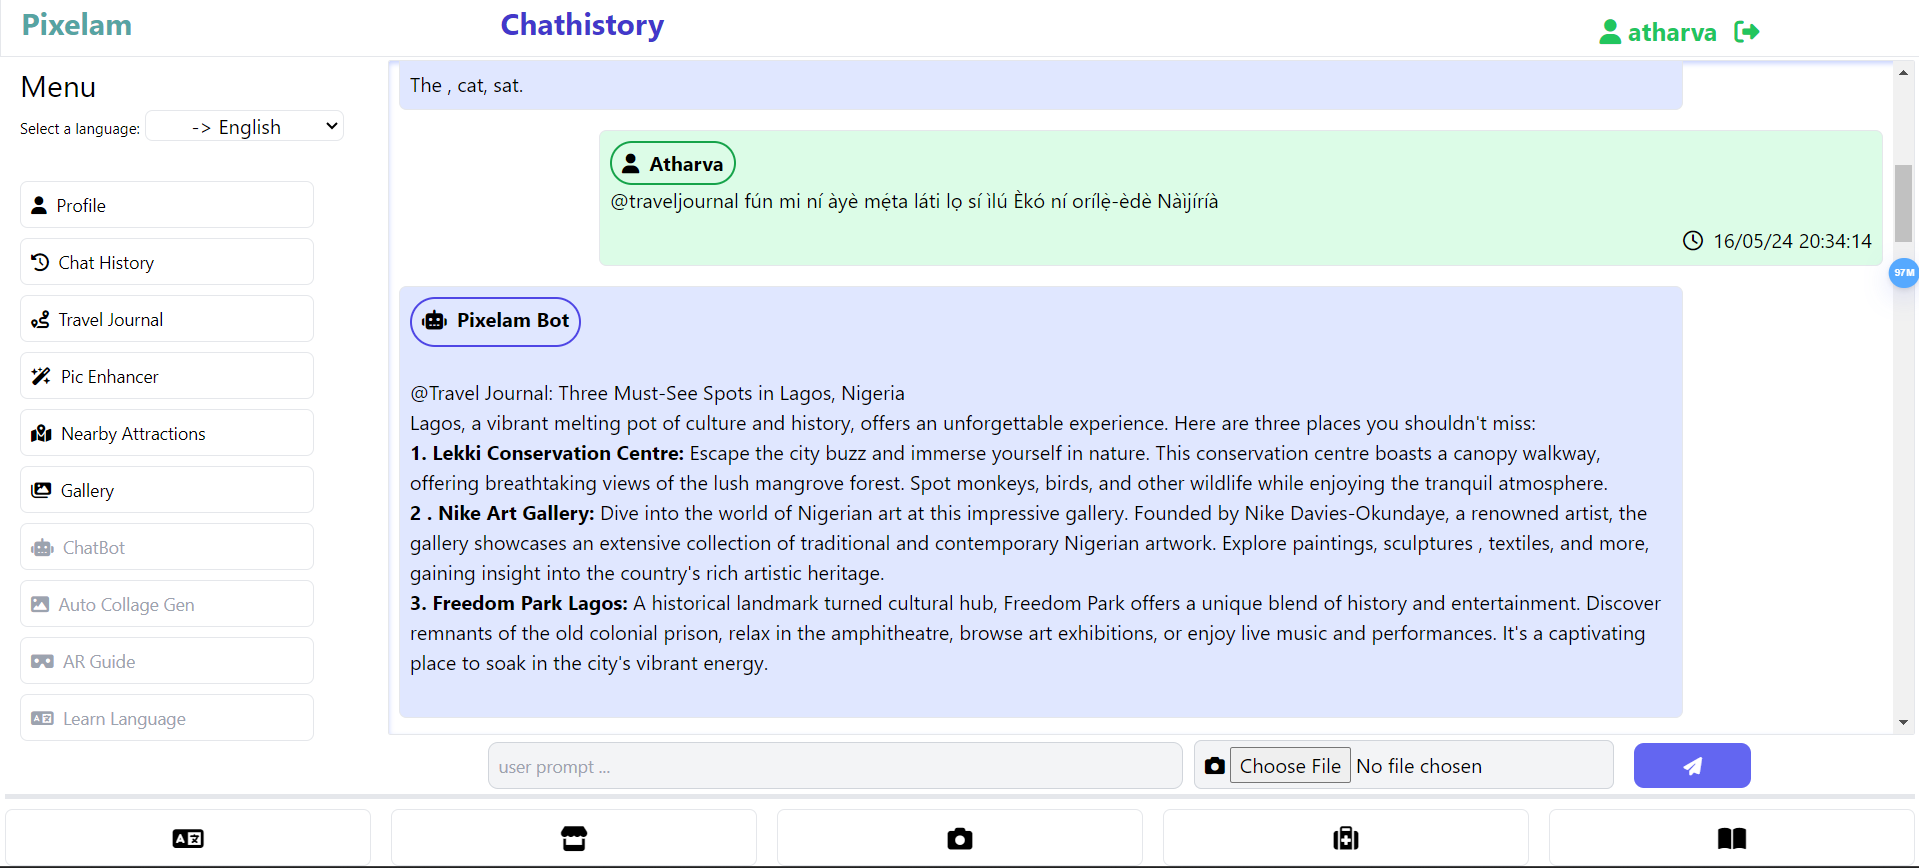 Pixelam
Chathistory
atharva
Menu
Select a language: -> English
Profile
Chat History
Travel Journal
Pic Enhancer
Nearby Attractions
Gallery
ChatBot
Auto Collage Gen
AR Guide
Learn Language
The , cat, sat.
Atharva
@traveljournal fún mi ní àyè mẹ́ta láti lọ sí ìlú Èkó ní orílẹ̀-èdè Nàìjíríà
16/05/24 20:34:14
97M
Pixelam Bot
@Travel Journal: Three Must-See Spots in Lagos, Nigeria
Lagos, a vibrant melting pot of culture and history, offers an unforgettable experience. Here are three places you shouldn't miss:
1. Lekki Conservation Centre: Escape the city buzz and immerse yourself in nature. This conservation centre boasts a canopy walkway,
offering breathtaking views of the lush mangrove forest. Spot monkeys, birds, and other wildlife while enjoying the tranquil atmosphere.
2 . Nike Art Gallery: Dive into the world of Nigerian art at this impressive gallery. Founded by Nike Davies-Okundaye, a renowned artist, the
gallery showcases an extensive collection of traditional and contemporary Nigerian artwork. Explore paintings, sculptures , textiles, and more,
gaining insight into the country's rich artistic heritage.
3. Freedom Park Lagos: A historical landmark turned cultural hub, Freedom Park offers a unique blend of history and entertainment. Discover
remnants of the old colonial prison, relax in the amphitheatre, browse art exhibitions, or enjoy live music and performances. It's a captivating
place to soak in the city's vibrant energy.
user prompt ...
Choose File No file chosen